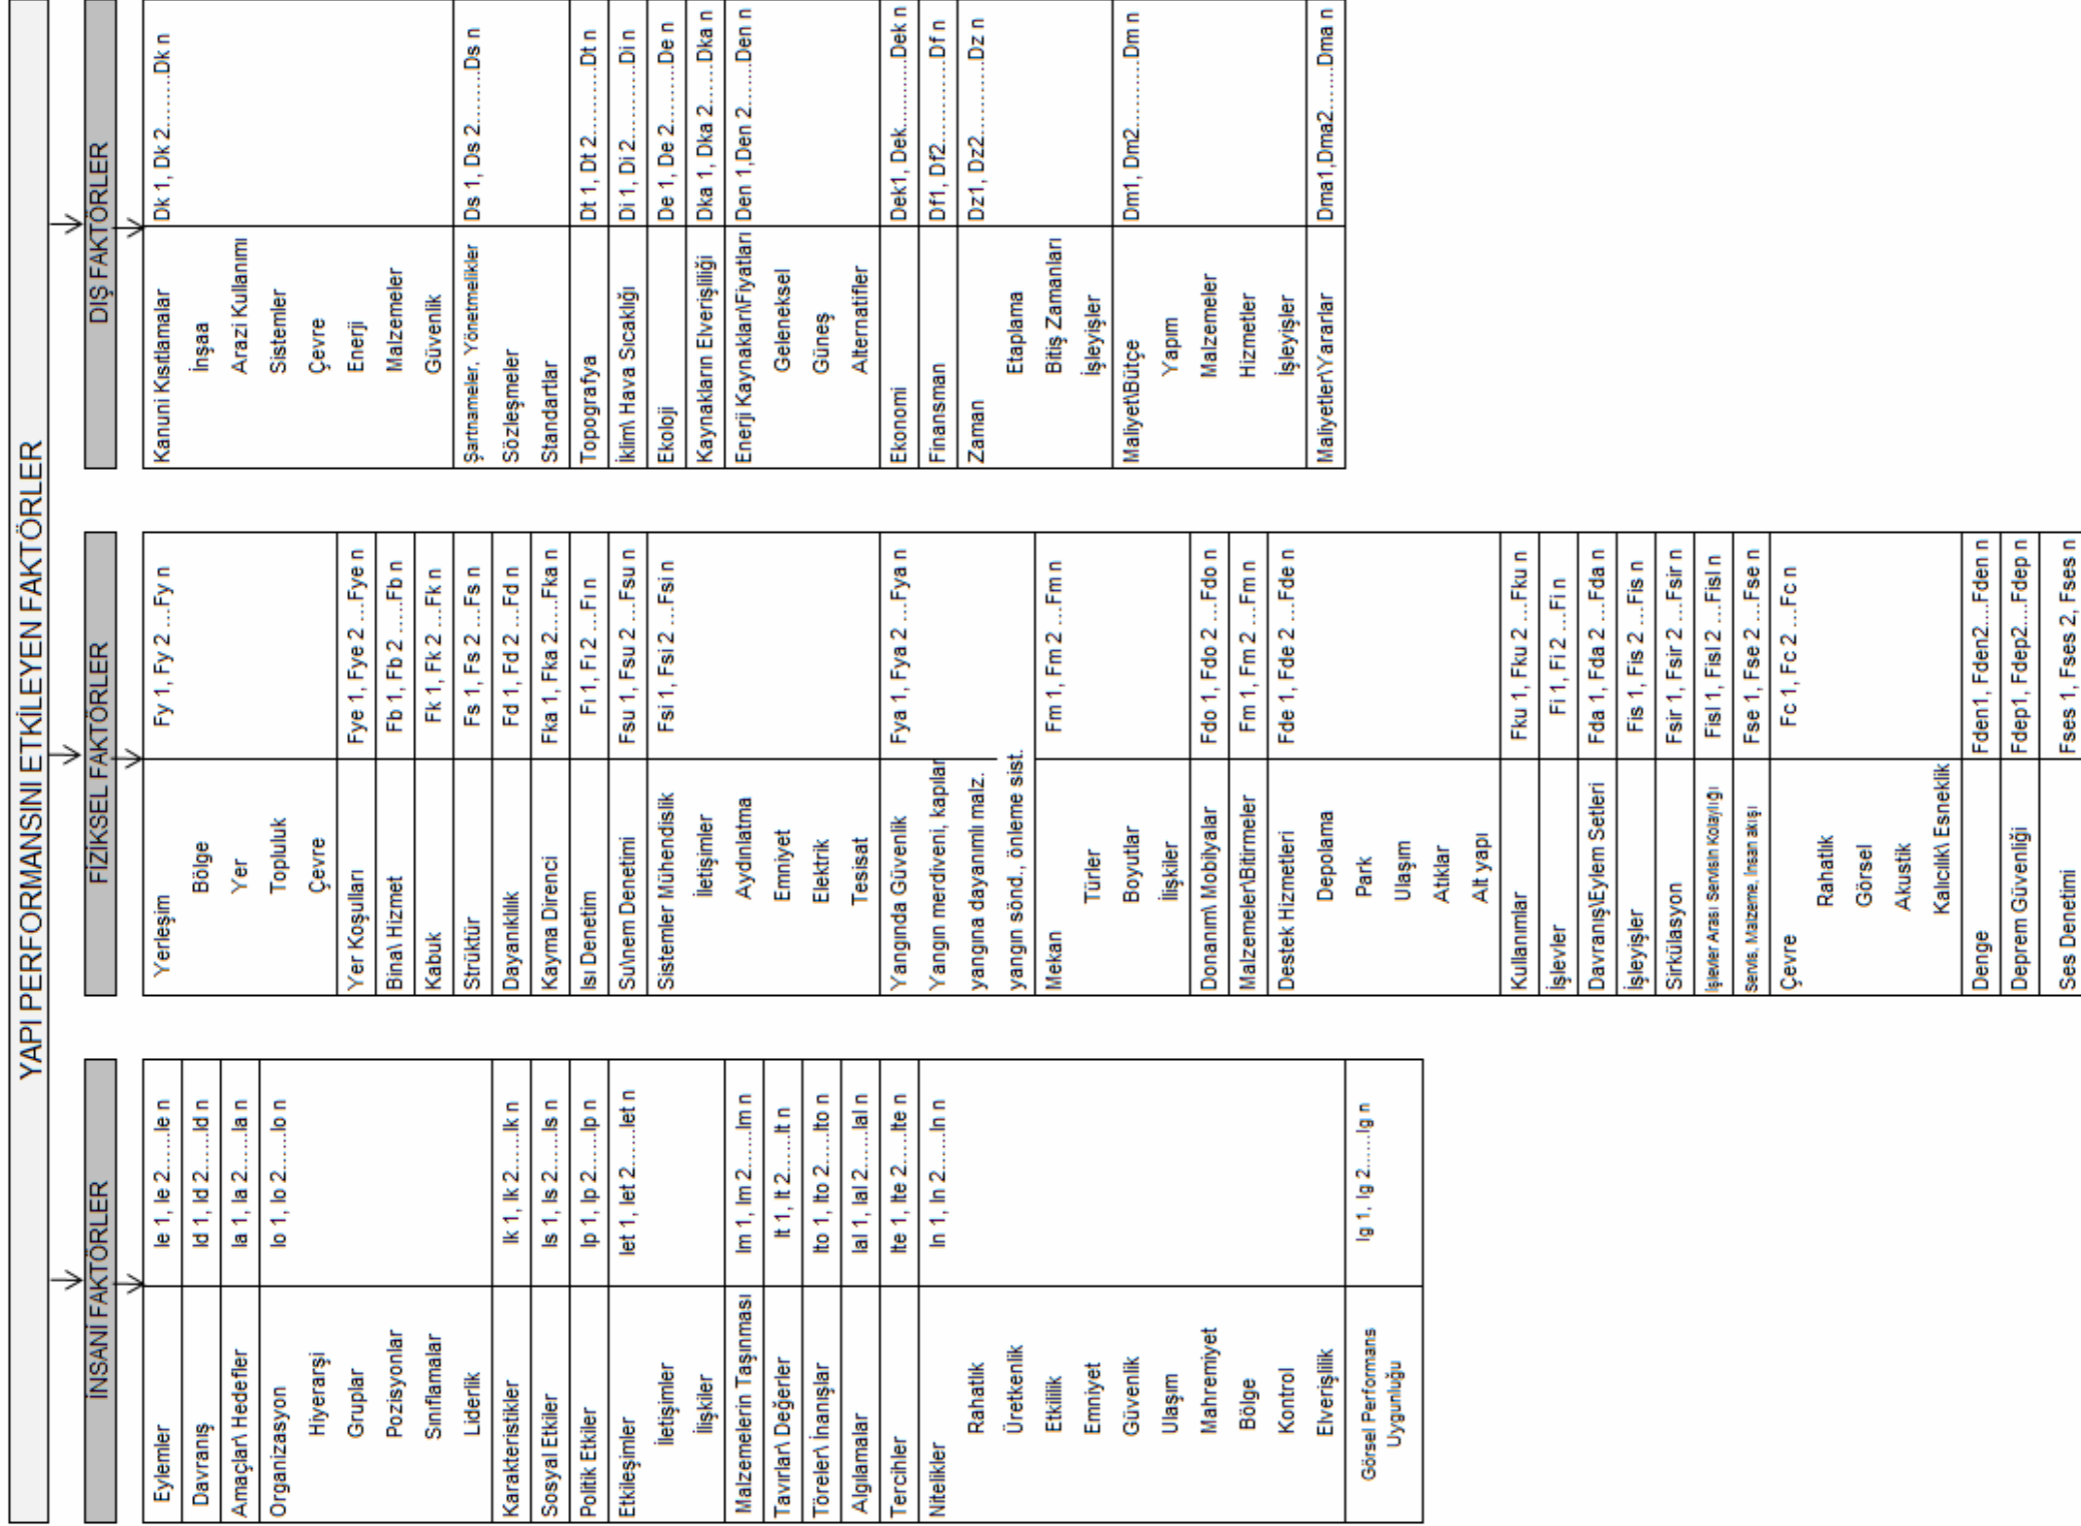 YAPI PERFORMANSINI ETKİLEYEN FAKTÖRLER
İNSANİ FAKTÖRLER
Eylemler Ie 1, Ie 2……Ie n
Davranış Id 1, Id 2……Id n
Amaçlar\ Hedefler Ia 1, Ia 2……Ia n
Organizasyon Io 1, Io 2……Io n
Hiyerarşi
Gruplar
Pozisyonlar
Sınıflamalar
Liderlik
Karakteristikler Ik 1, Ik 2……Ik n
Sosyal Etkiler Is 1, Is 2……Is n
Politik Etkiler Ip 1, Ip 2……Ip n
Etkileşimler Iet 1, Iet 2……Iet n
İletişimler
İlişkiler
Malzemelerin Taşınması Im 1, Im 2……Im n
Tavırlar\ Değerler It 1, It 2……It n
Töreler\ İnanışlar Ito 1, Ito 2……Ito n
Algılamalar Ial 1, Ial 2……Ial n
Tercihler Ite 1, Ite 2……Ite n
Nitelikler In 1, In 2……In n
Rahatlık
Üretkenlik
Etkililik
Emniyet
Güvenlik
Ulaşım
Mahremiyet
Bölge
Kontrol
Elverişlilik
Görsel Performans
Uygunluğu
Ig 1, Ig 2……Ig n
FİZİKSEL FAKTÖRLER
Yerleşim Fy 1, Fy 2 …Fy n
Bölge
Yer
Topluluk
Çevre
Yer Koşulları Fye 1, Fye 2 …Fye n
Bina\ Hizmet Fb 1, Fb 2 ….Fb n
Kabuk Fk 1, Fk 2 …Fk n
Strüktür Fs 1, Fs 2 …Fs n
Dayanıklılık Fd 1, Fd 2 …Fd n
Kayma Direnci Fka 1, Fka 2….Fka n
Isı Denetim Fı 1, Fı 2 …Fı n
Su\nem Denetimi Fsu 1, Fsu 2 …Fsu n
Sistemler Mühendislik Fsi 1, Fsi 2 …Fsi n
İletişimler
Aydınlatma
Emniyet
Elektrik
Tesisat
Yangında Güvenlik Fya 1, Fya 2 …Fya n
Yangın merdiveni, kapılar
yangına dayanımlı malz.
yangın sönd., önleme sist.
Mekan Fm 1, Fm 2 …Fm n
Türler
Boyutlar
İlişkiler
Donanım\ Mobilyalar Fdo 1, Fdo 2 …Fdo n
Malzemeler\Bitirmeler Fm 1, Fm 2 …Fm n
Destek Hizmetleri Fde 1, Fde 2 …Fde n
Depolama
Park
Ulaşım
Atıklar
Alt yapı
Kullanımlar Fku 1, Fku 2 …Fku n
İşlevler Fi 1, Fi 2 …Fi n
Davranış\Eylem Setleri Fda 1, Fda 2 …Fda n
İşleyişler Fis 1, Fis 2 …Fis n
Sirkülasyon Fsir 1, Fsir 2 …Fsir n
İşlevler Arası Servisin Kolaylığı Fisl 1, Fisl 2 …Fisl n
Servis, Malzeme, İnsan akışı Fse 1, Fse 2 …Fse n
Çevre Fc 1, Fc 2 …Fc n
Rahatlık
Görsel
Akustik
Kalıcılık\ Esneklik
Denge Fden1, Fden2…Fden n
Deprem Güvenliği Fdep1, Fdep2…Fdep n
Ses Denetimi Fses 1, Fses 2, Fses n
DIŞ FAKTÖRLER
Kanuni Kısıtlamalar Dk 1, Dk 2………Dk n
İnşaa
Arazi Kullanımı
Sistemler
Çevre
Enerji
Malzemeler
Güvenlik
Şartnameler, Yönetmelikler Ds 1, Ds 2………Ds n
Sözleşmeler
Standartlar
Topografya Dt 1, Dt 2……….Dt n
İklim\ Hava Sıcaklığı Di 1, Di 2……….Di n
Ekoloji De 1, De 2………De n
Kaynakların Elverişliliği Dka 1, Dka 2……Dka n
Enerji Kaynakları\Fiyatları Den 1,Den 2……Den n
Geleneksel
Güneş
Alternatifler
Ekonomi Dek1, Dek……….Dek n
Finansman Df1, Df2……….Df n
Zaman Dz1, Dz2………Dz n
Etaplama
Bitiş Zamanları
İşleyişler
Maliyet\Bütçe Dm1, Dm2………Dm n
Yapım
Malzemeler
Hizmetler
İşleyişler
Maliyetler\Yararlar Dma1,Dma2……Dma n